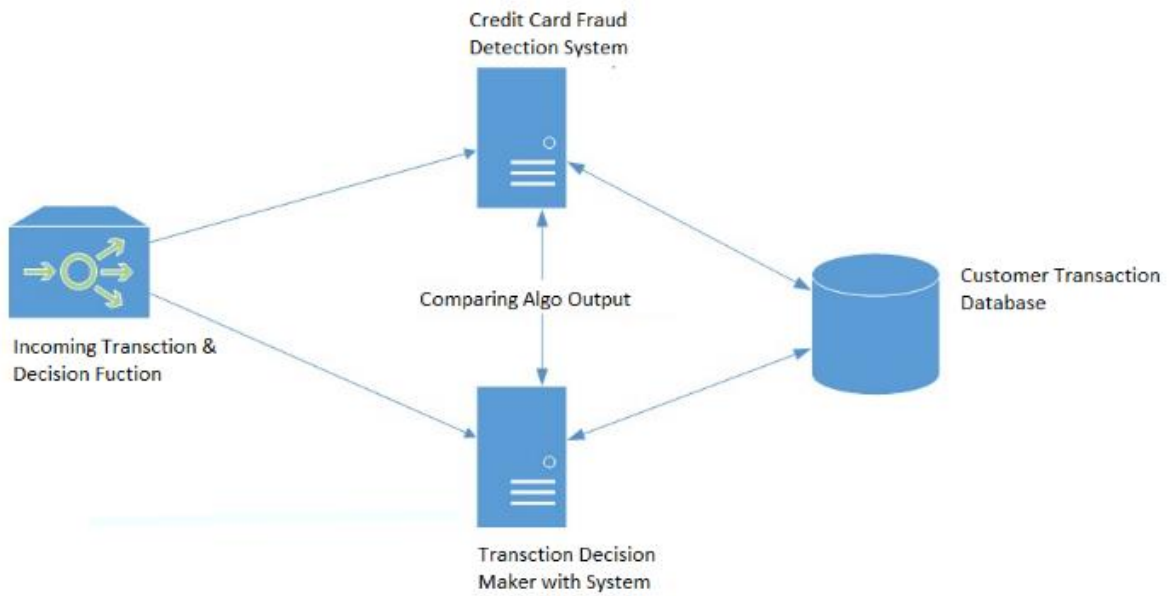 Credit Card Fraud
Detection System
Incoming Transction &
Decision Fuction
Comparing Algo Output
Customer Transaction
Database
Transction Decision
Maker with System